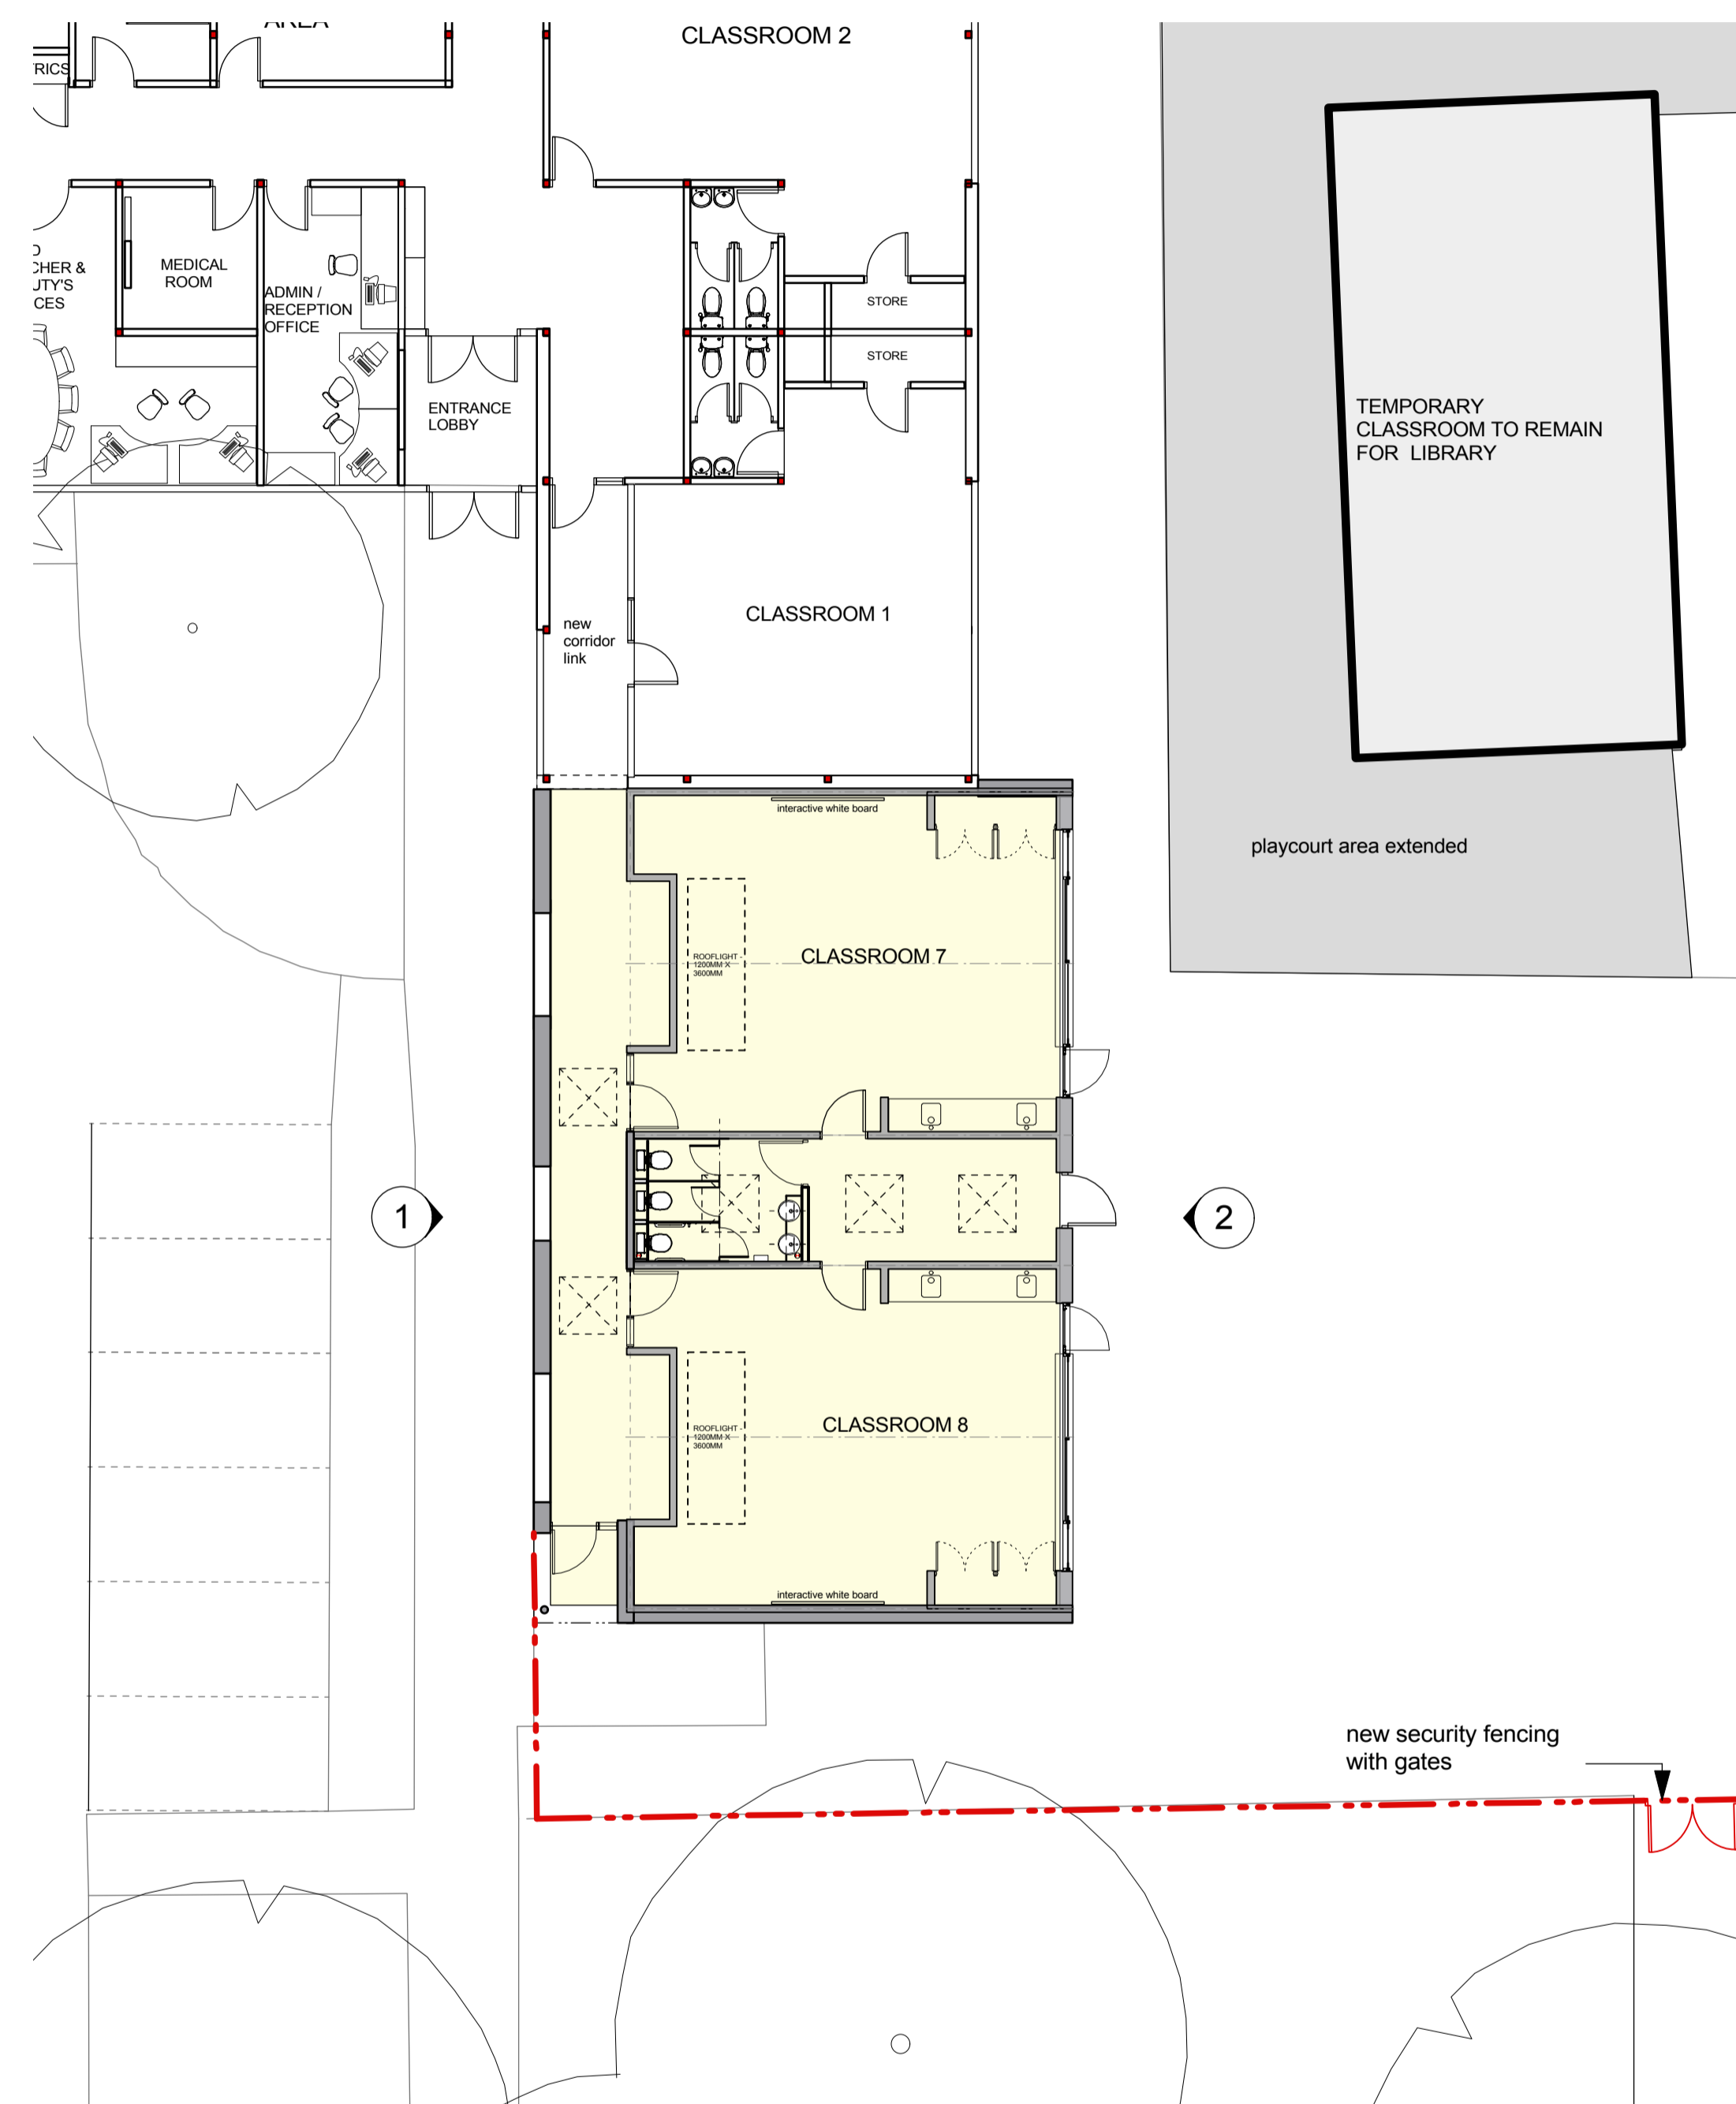 CLASSROOM 2
MEDICAL
ROOM
ADMIN /
RECEPTION
OFFICE
CHER &
UTY'S
CES
STORE
STORE
ENTRANCE
LOBBY
TEMPORARY
CLASSROOM TO REMAIN
FOR LIBRARY
new
corridor
link
CLASSROOM 1
interactive white board
playcourt area extended
CLASSROOM 7
ROOFLIGHT -
1200MM X
3600MM
1
2
CLASSROOM 8
ROOFLIGHT -
1200MM X
3600MM
interactive white board
new security fencing
with gates